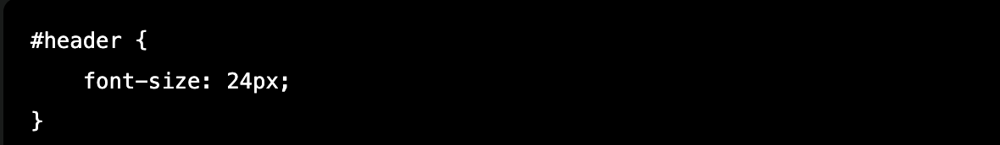 #header {
    font-size: 24px;
}